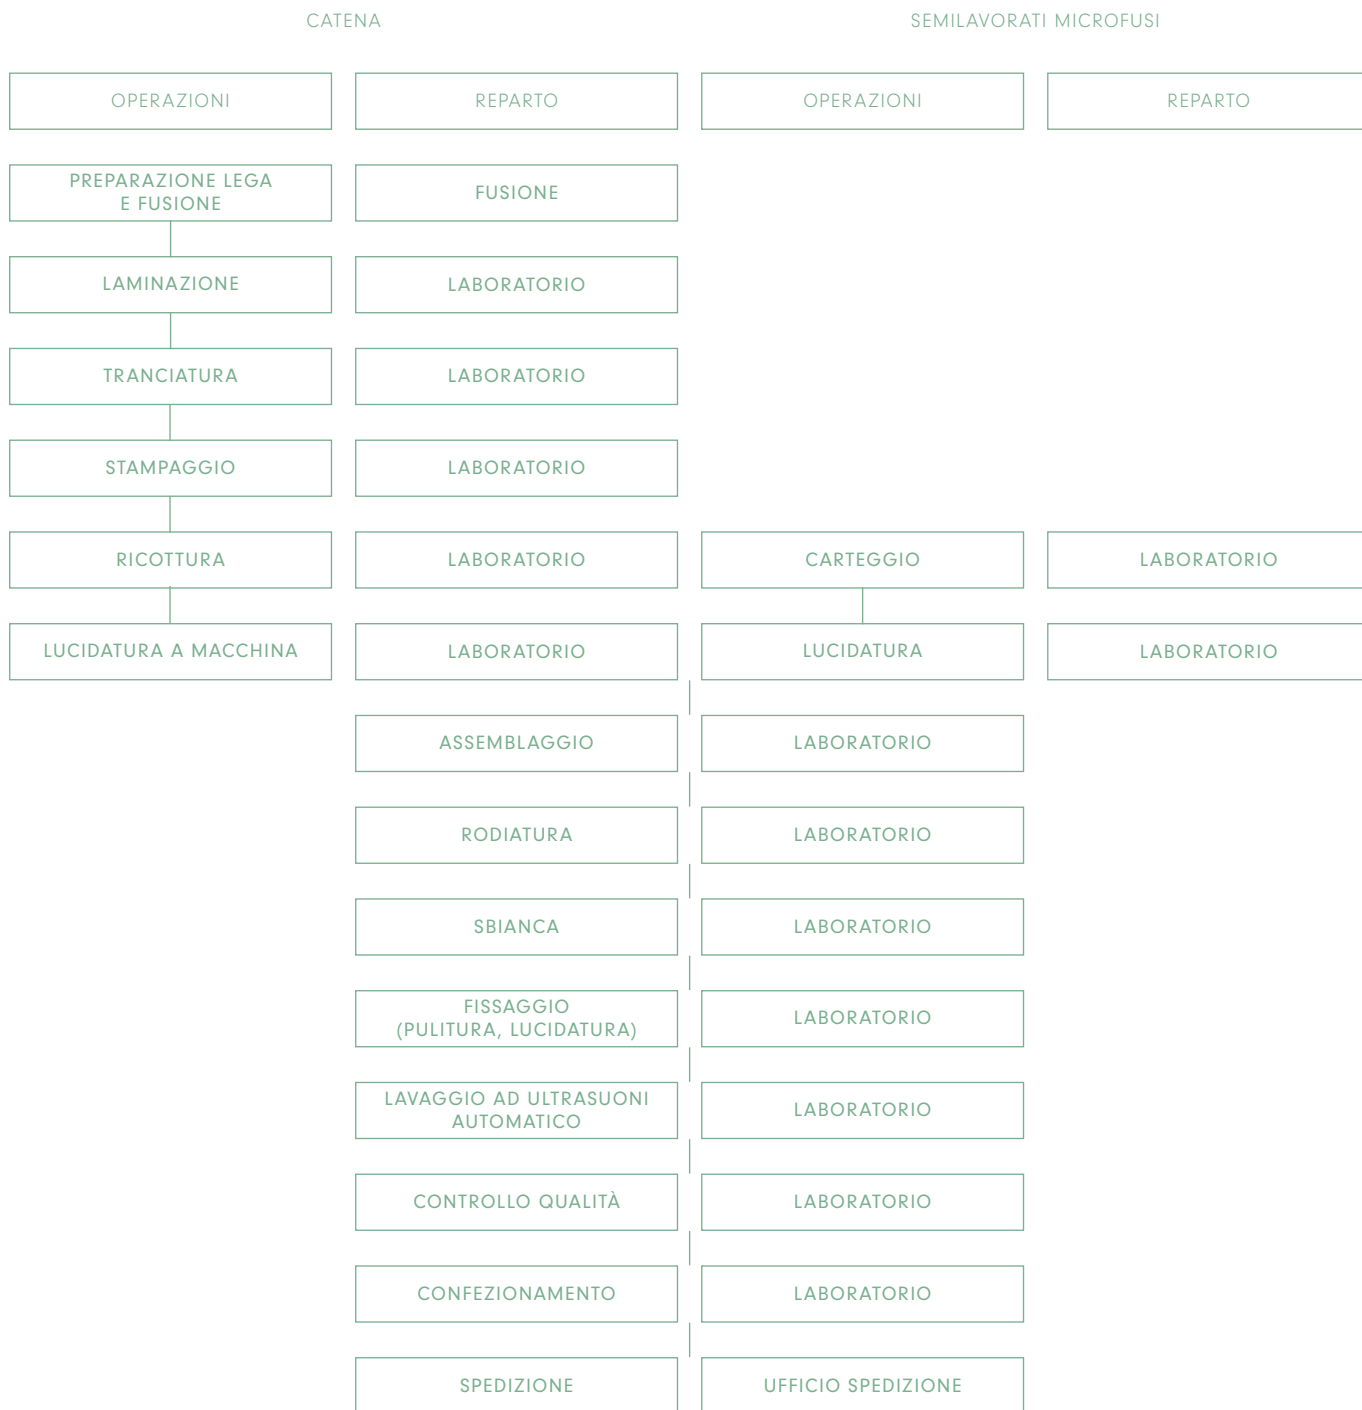 CATENA
SEMILAVORATI MICROFUSI
OPERAZIONI
REPARTO
OPERAZIONI
REPARTO
PREPARAZIONE LEGA
E FUSIONE
FUSIONE
LAMINAZIONE
LABORATORIO
TRANCIATURA
LABORATORIO
STAMPAGGIO
LABORATORIO
RICOTTURA
LABORATORIO
CARTEGGIO
LABORATORIO
LUCIDATURA A MACCHINA
LABORATORIO
LUCIDATURA
LABORATORIO
ASSEMBLAGGIO
LABORATORIO
RODIATURA
LABORATORIO
SBIANCA
LABORATORIO
FISSAGGIO
(PULITURA, LUCIDATURA)
LABORATORIO
LAVAGGIO AD ULTRASUONI
AUTOMATICO
LABORATORIO
CONTROLLO QUALITÀ
LABORATORIO
CONFEZIONAMENTO
LABORATORIO
SPEDIZIONE
UFFICIO SPEDIZIONE